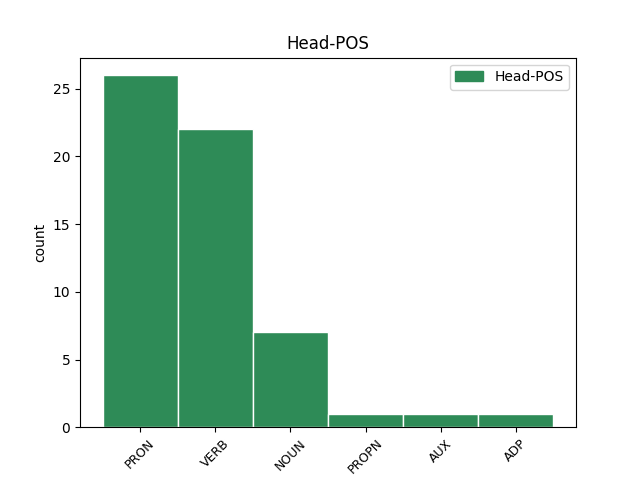 Head-POS
Head-POS
count
25
20
15
10
5
0
PRON
VERB
NOUN
PROPN
AUX
ADP